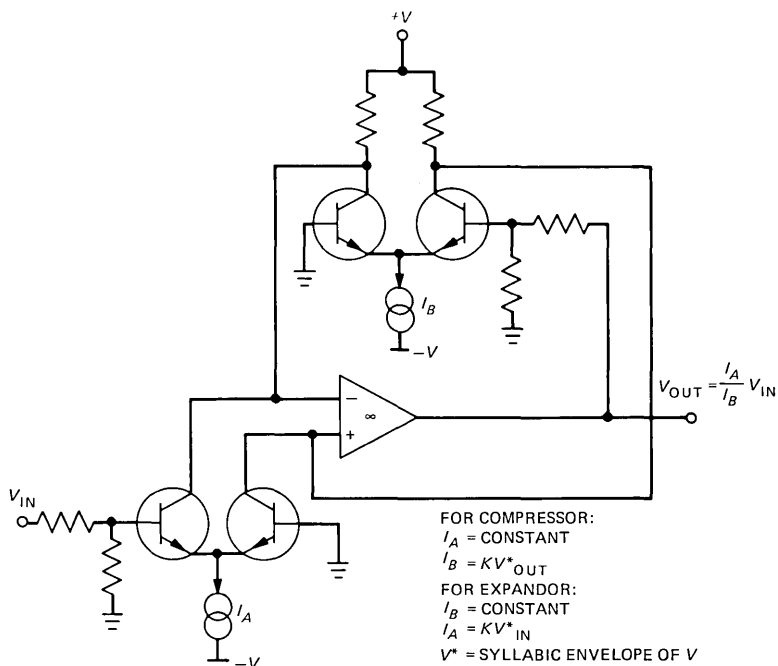 +V
I_B
−V
V_OUT = I_A/I_B V_IN
−
∞
+
V_IN
I_A
−V
FOR COMPRESSOR:
I_A = CONSTANT
I_B = KV*_OUT
FOR EXPANDOR:
I_B = CONSTANT
I_A = KV*_IN
V* = SYLLABIC ENVELOPE OF V